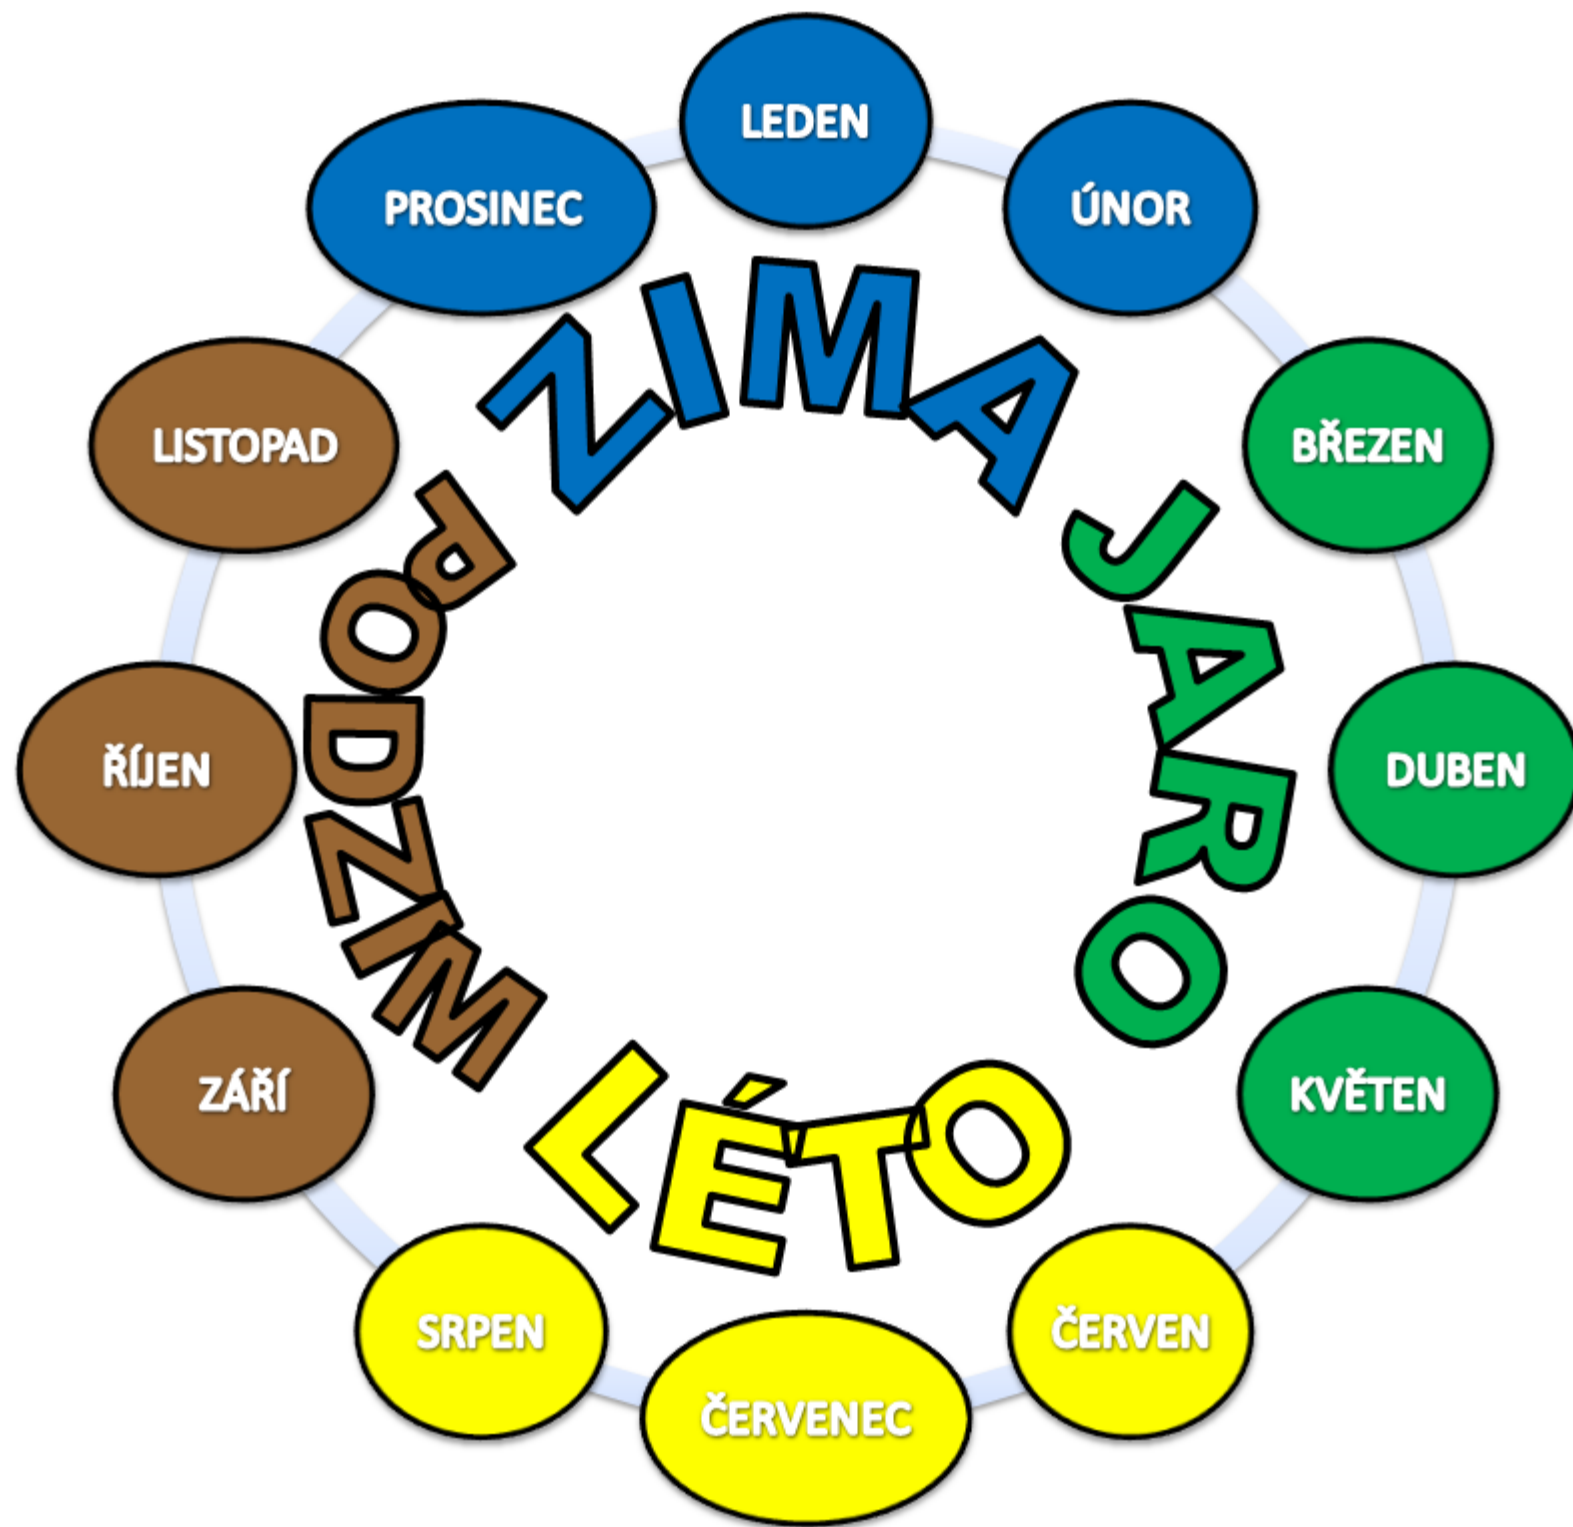 LEDEN
ÚNOR
BŘEZEN
DUBEN
KVĚTEN
ČERVEN
ČERVENEC
SRPEN
ZÁŘÍ
ŘÍJEN
LISTOPAD
PROSINEC
ZIMA
JARO
LÉTO
PODZIM